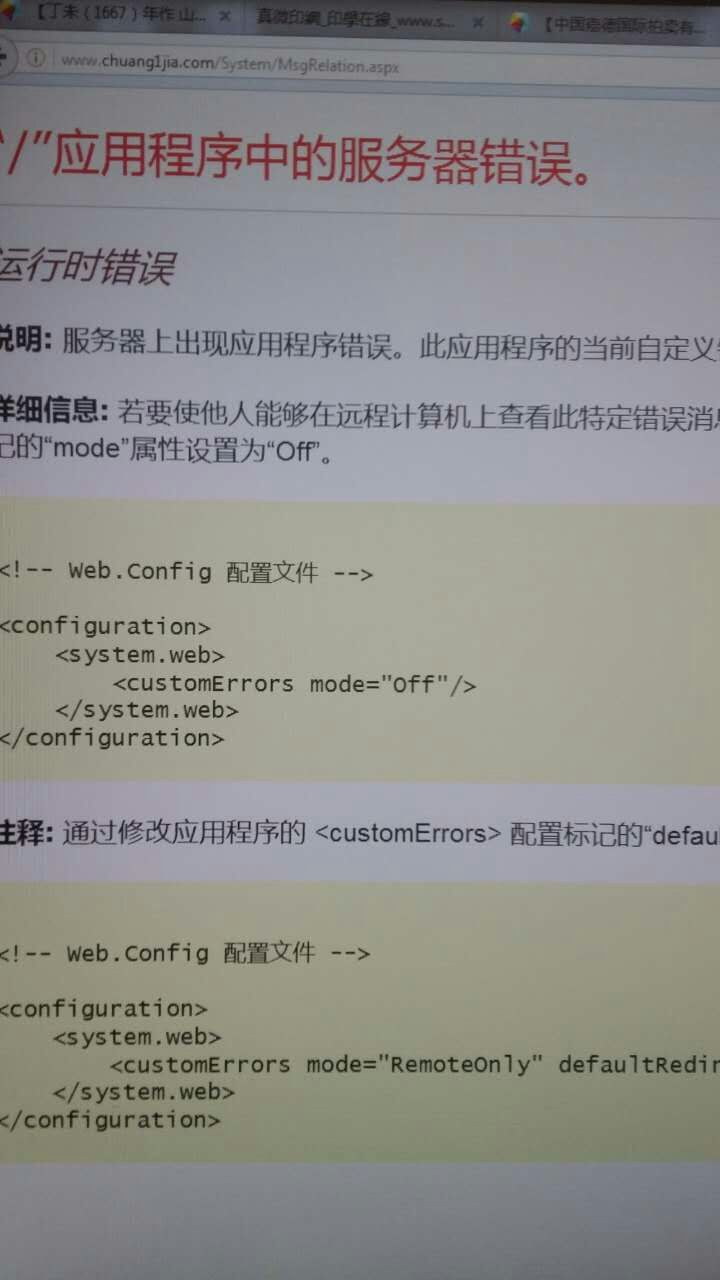 【丁未（1667）年作 山... ×
真微印網_印學在線_www.s... ×
【中国嘉德国际拍卖有...
www.chuang1jia.com/System/MsgRelation.aspx
“/”应用程序中的服务器错误。
运行时错误
说明: 服务器上出现应用程序错误。此应用程序的当前自定义错
详细信息: 若要使他人能够在远程计算机上查看此特定错误消息
记的“mode”属性设置为“Off”。
<!-- Web.Config 配置文件 -->
<configuration>
<system.web>
<customErrors mode="Off"/>
</system.web>
</configuration>
注释: 通过修改应用程序的 <customErrors> 配置标记的“defaul
<!-- Web.Config 配置文件 -->
<configuration>
<system.web>
<customErrors mode="RemoteOnly" defaultRedir
</system.web>
</configuration>